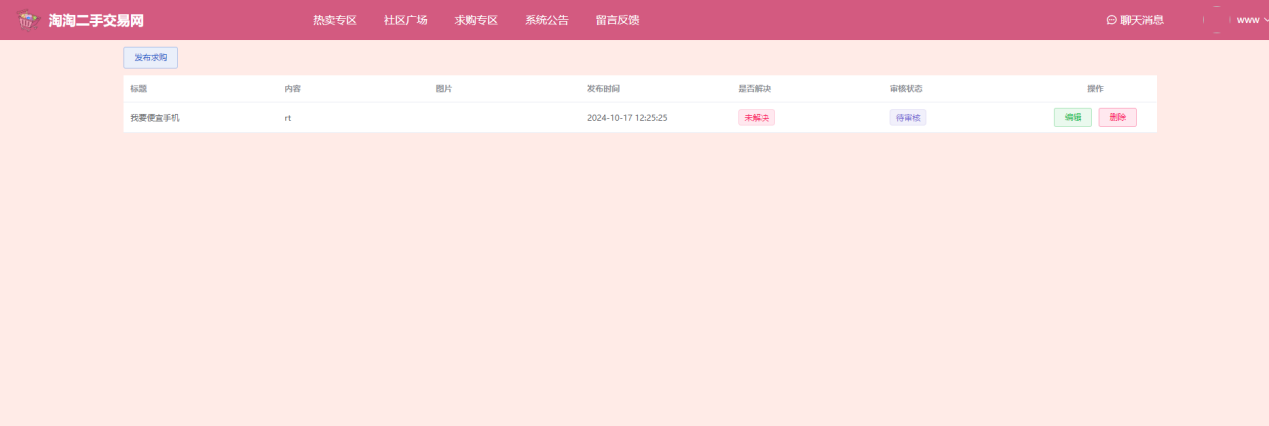 淘淘二手交易网 热卖专区 社区广场 求购专区 系统公告 留言反馈 聊天消息 www
发布求购
标题 内容 图片 发布时间 是否解决 审核状态 操作
我要便宜手机 rt 2024-10-17 12:25:25 未解决 待审核 编辑 删除